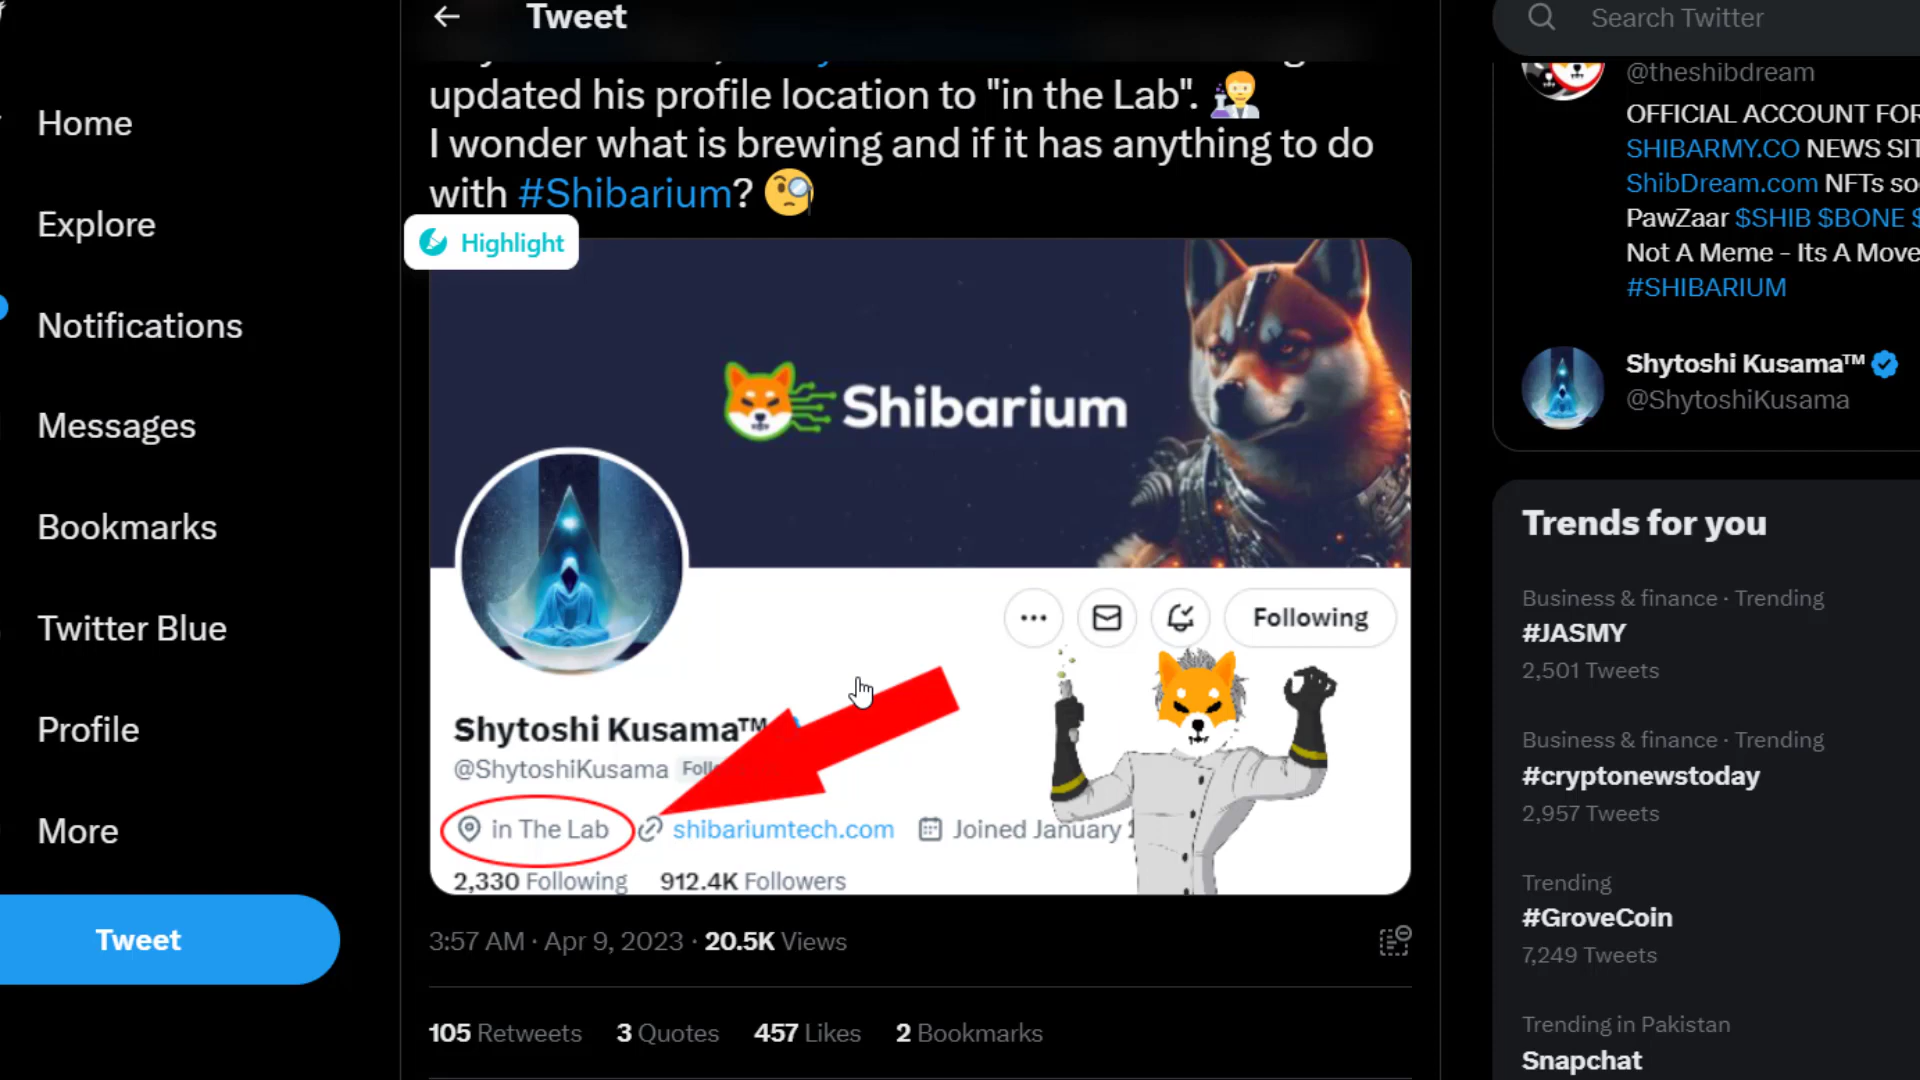 Tweet
Search Twitter
Home
Explore
Notifications
Messages
Bookmarks
Twitter Blue
Profile
More
Tweet
updated his profile location to "in the Lab". 👨‍🔬
I wonder what is brewing and if it has anything to do
with #Shibarium? 🧐
Highlight
Shibarium
Following
Shytoshi Kusama™
@ShytoshiKusama
in The Lab shibariumtech.com Joined January
2,330 Following 912.4K Followers
3:57 AM · Apr 9, 2023 · 20.5K Views
105 Retweets 3 Quotes 457 Likes 2 Bookmarks
@theshibdream
OFFICIAL ACCOUNT FOR
SHIBARMY.CO NEWS SIT
ShibDream.com NFTs so
PawZaar $SHIB $BONE $
Not A Meme - Its A Move
#SHIBARIUM
Shytoshi Kusama™
@ShytoshiKusama
Trends for you
Business & finance · Trending
#JASMY
2,501 Tweets
Business & finance · Trending
#cryptonewstoday
2,957 Tweets
Trending
#GroveCoin
7,249 Tweets
Trending in Pakistan
Snapchat